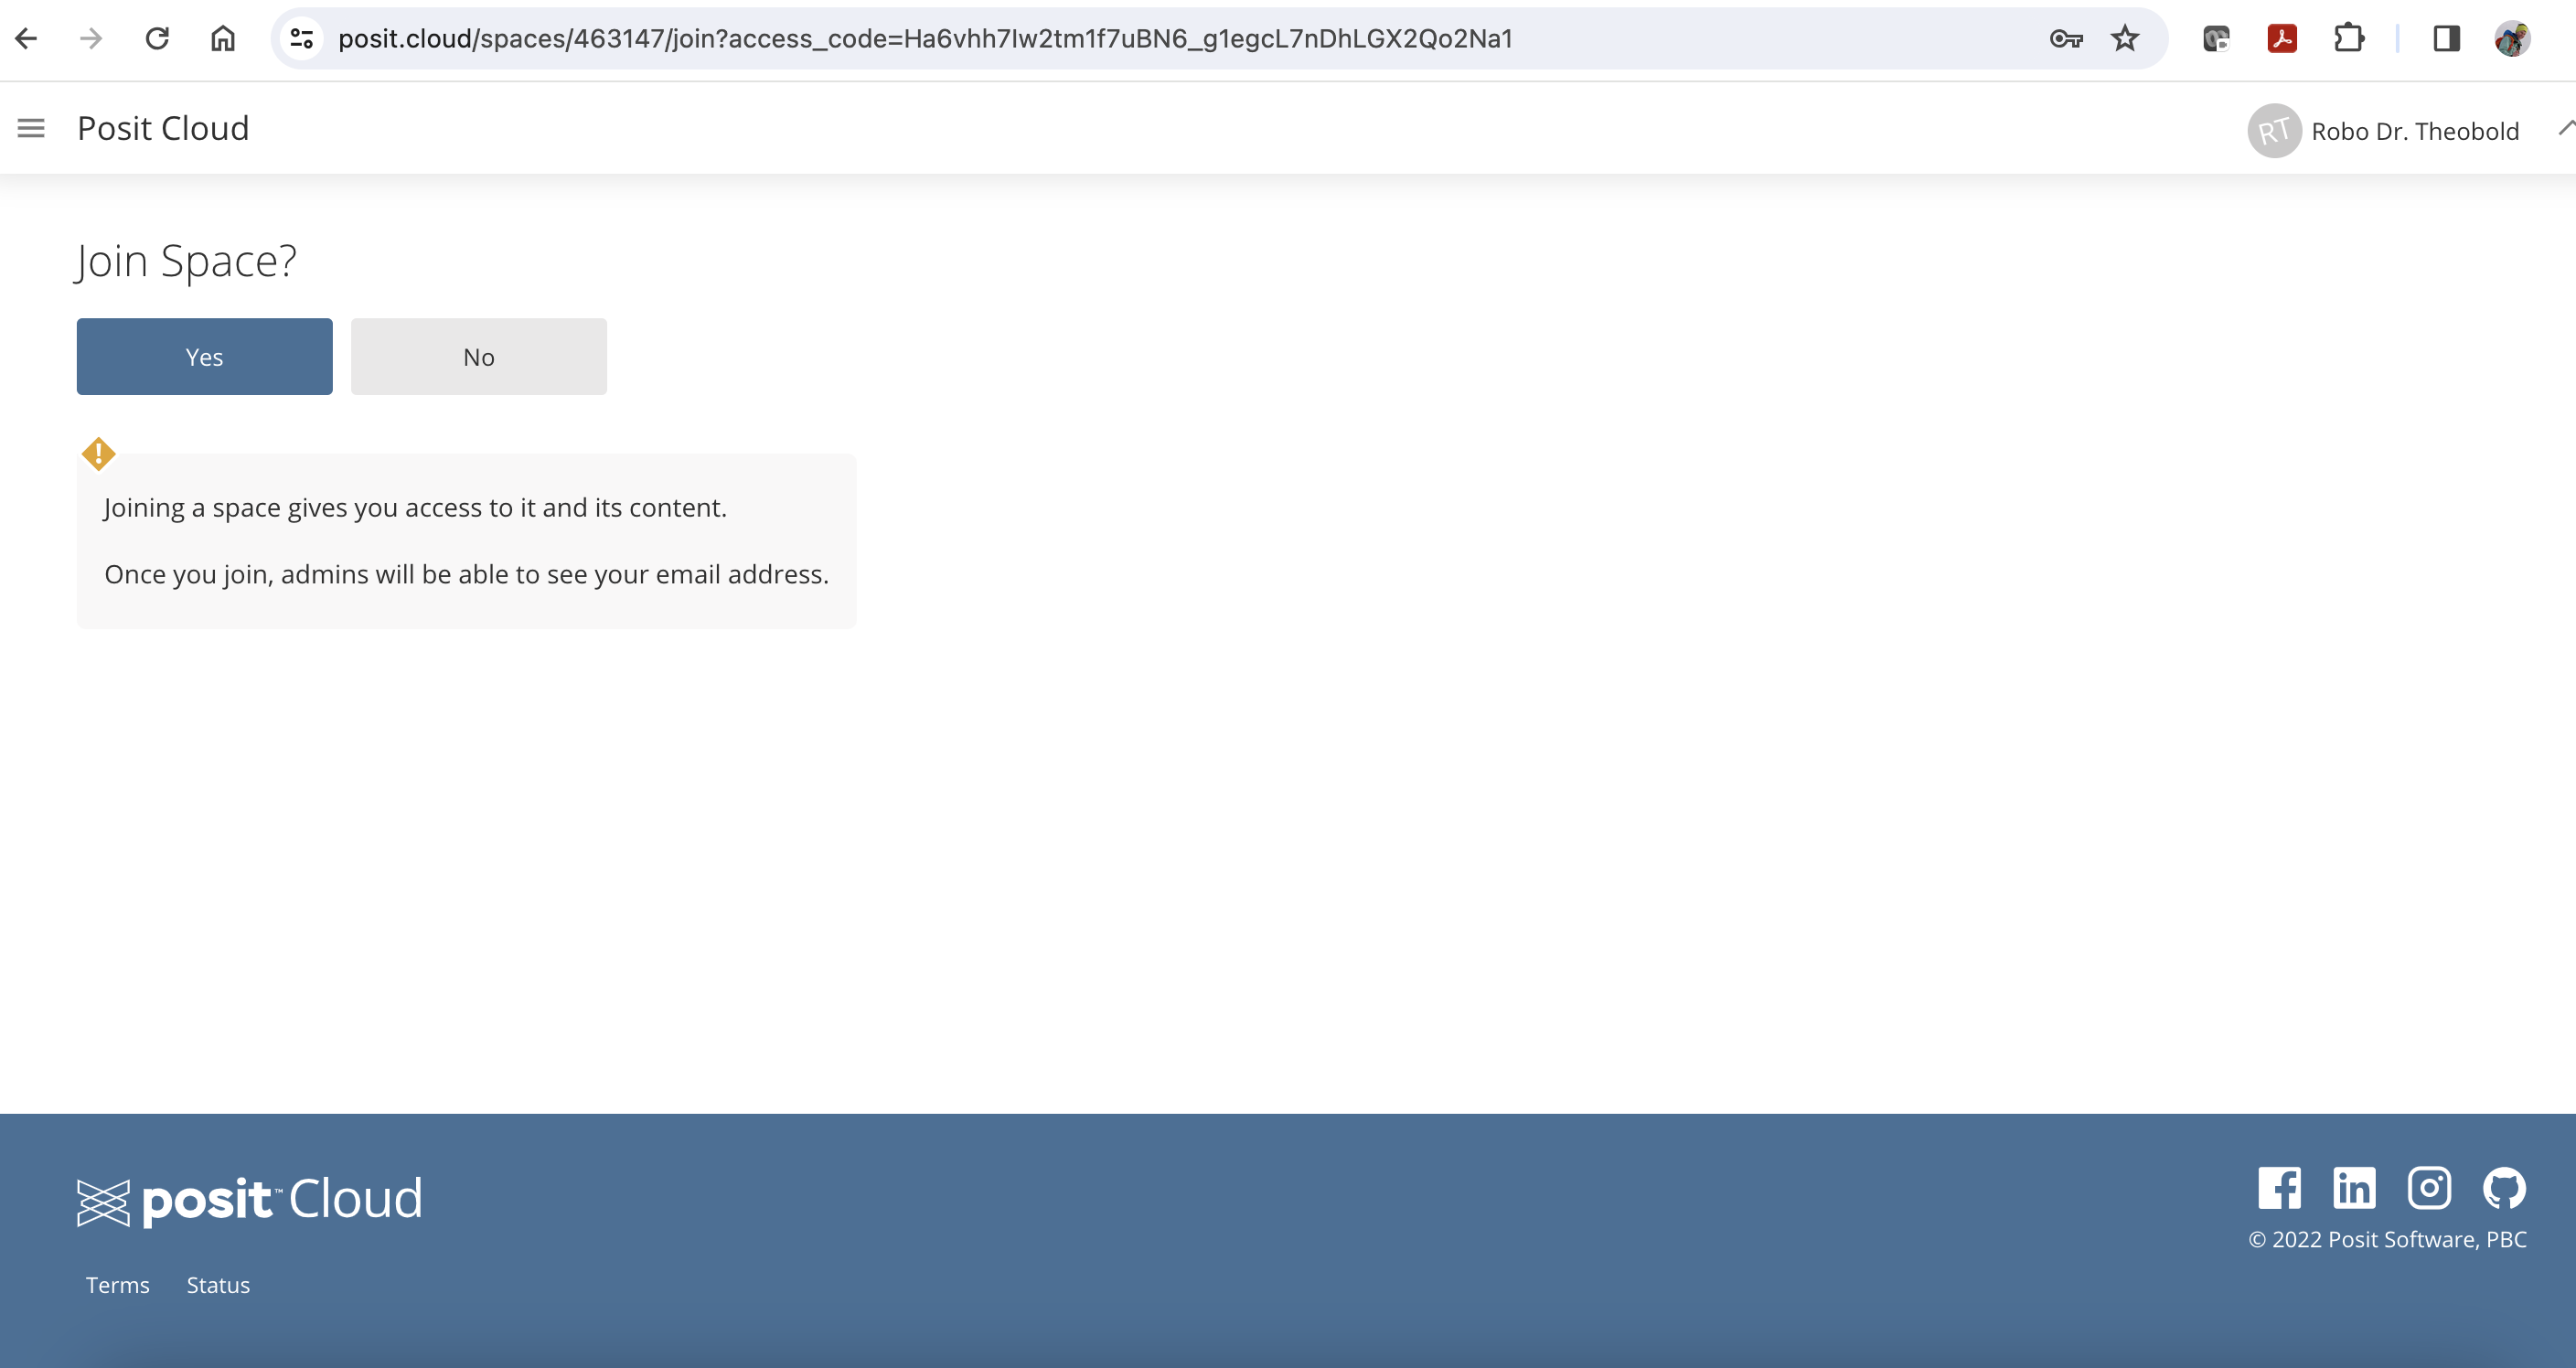 posit.cloud/spaces/463147/join?access_code=Ha6vhh7Iw2tm1f7uBN6_g1egcL7nDhLGX2Qo2Na1
Posit Cloud
RT Robo Dr. Theobold
Join Space?
Yes No
Joining a space gives you access to it and its content.
Once you join, admins will be able to see your email address.
posit™ Cloud
© 2022 Posit Software, PBC
Terms Status